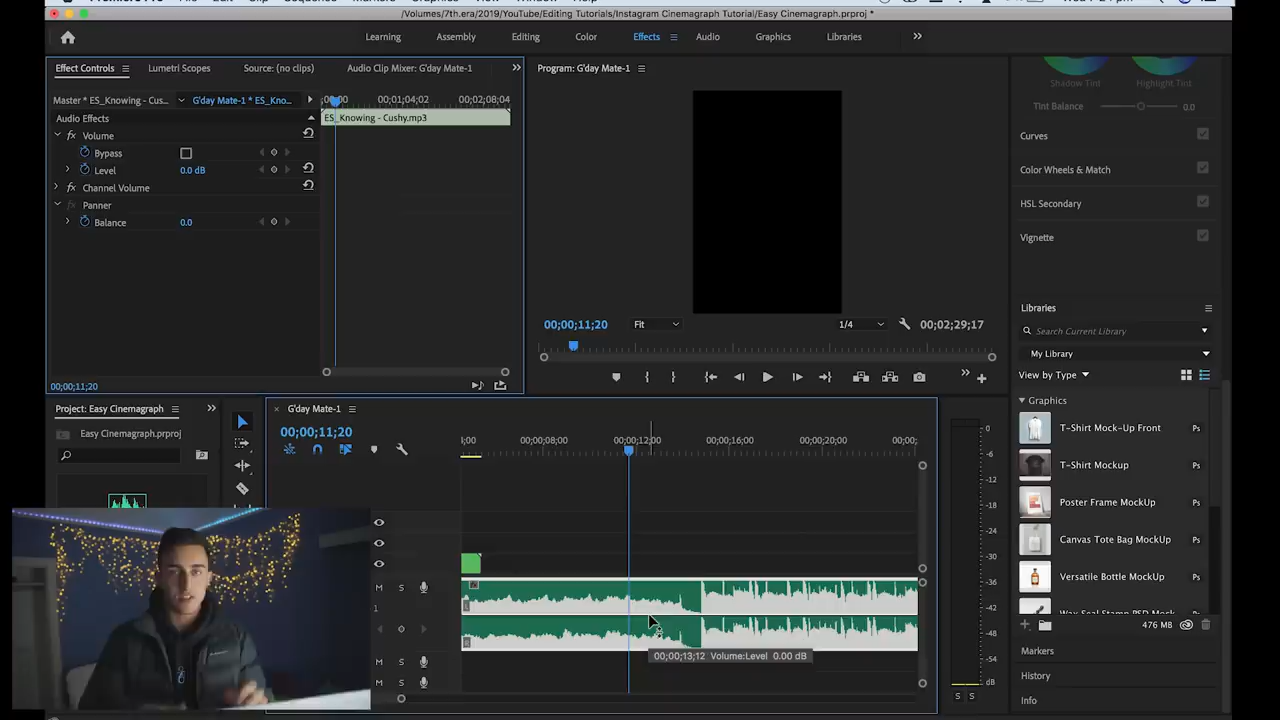 /Volumes/7th.era/2019/YouTube/Editing Tutorials/Instagram Cinemagraph Tutorial/Easy Cinemagraph.prproj *
Learning Assembly Editing Color Effects Audio Graphics Libraries
Effect Controls Lumetri Scopes Source: (no clips) Audio Clip Mixer: G'day Mate-1
Program: G'day Mate-1
Master * ES_Knowing - Cus... G'day Mate-1 * ES_Kno...
;00;00 00;01;04;02 00;02;08;04
ES_Knowing - Cushy.mp3
Audio Effects
fx Volume
Bypass
Level 0.0 dB
fx Channel Volume
fx Panner
Balance 0.0
00;00;11;20
00;00;11;20 Fit 1/4 00;02;29;17
Shadow Tint Highlight Tint
Tint Balance 0.0
Curves
Color Wheels & Match
HSL Secondary
Vignette
Libraries
Search Current Library
My Library
View by Type
Graphics
T-Shirt Mock-Up Front Ps
T-Shirt Mockup Ps
Poster Frame MockUp Ps
Canvas Tote Bag MockUp Ps
Versatile Bottle MockUp Ps
Wax Seal Stamp PSD Mock
476 MB
Markers
History
Info
Project: Easy Cinemagraph
Easy Cinemagraph.prproj
G'day Mate-1
00;00;11;20
;00 00;00;08;00 00;00;12;00 00;00;16;00 00;00;20;00 00;00;
M S
1
M S
M S
fx
L
R
00;00;13;12 Volume:Level 0.00 dB
0
-6
-12
-18
-24
-30
-36
-42
-48
-54
dB
S S